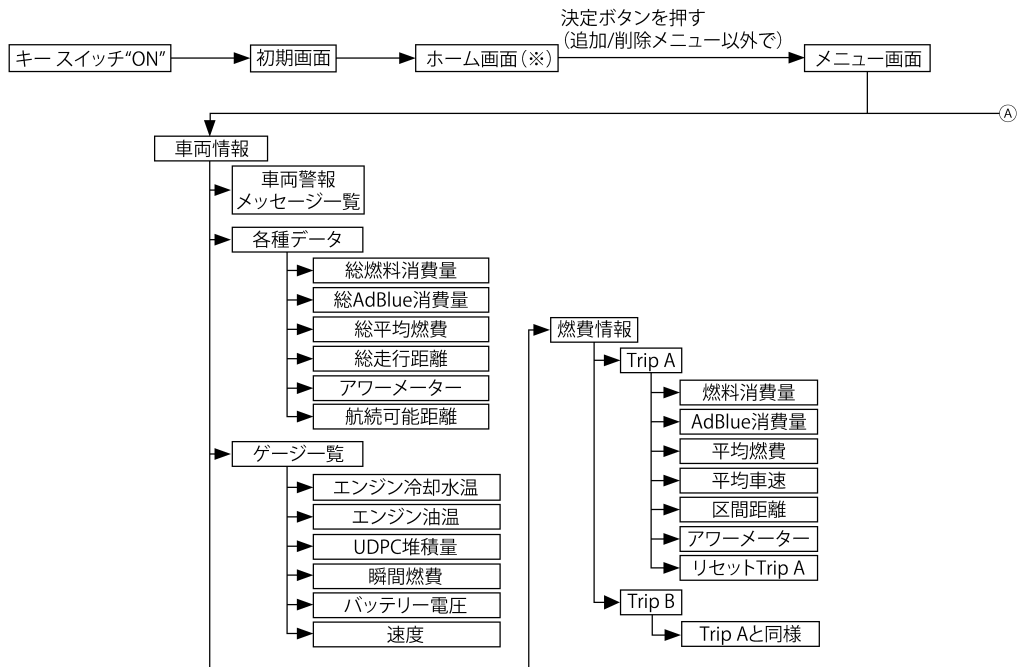 決定ボタンを押す
（追加/削除メニュー以外で）
キー スイッチ“ON”
初期画面
ホーム画面（※）
メニュー画面
Ⓐ
車両情報
車両警報
メッセージ一覧
各種データ
総燃料消費量
総AdBlue消費量
総平均燃費
総走行距離
アワーメーター
航続可能距離
ゲージ一覧
エンジン冷却水温
エンジン油温
UDPC堆積量
瞬間燃費
バッテリー電圧
速度
燃費情報
Trip A
燃料消費量
AdBlue消費量
平均燃費
平均車速
区間距離
アワーメーター
リセットTrip A
Trip B
Trip Aと同様